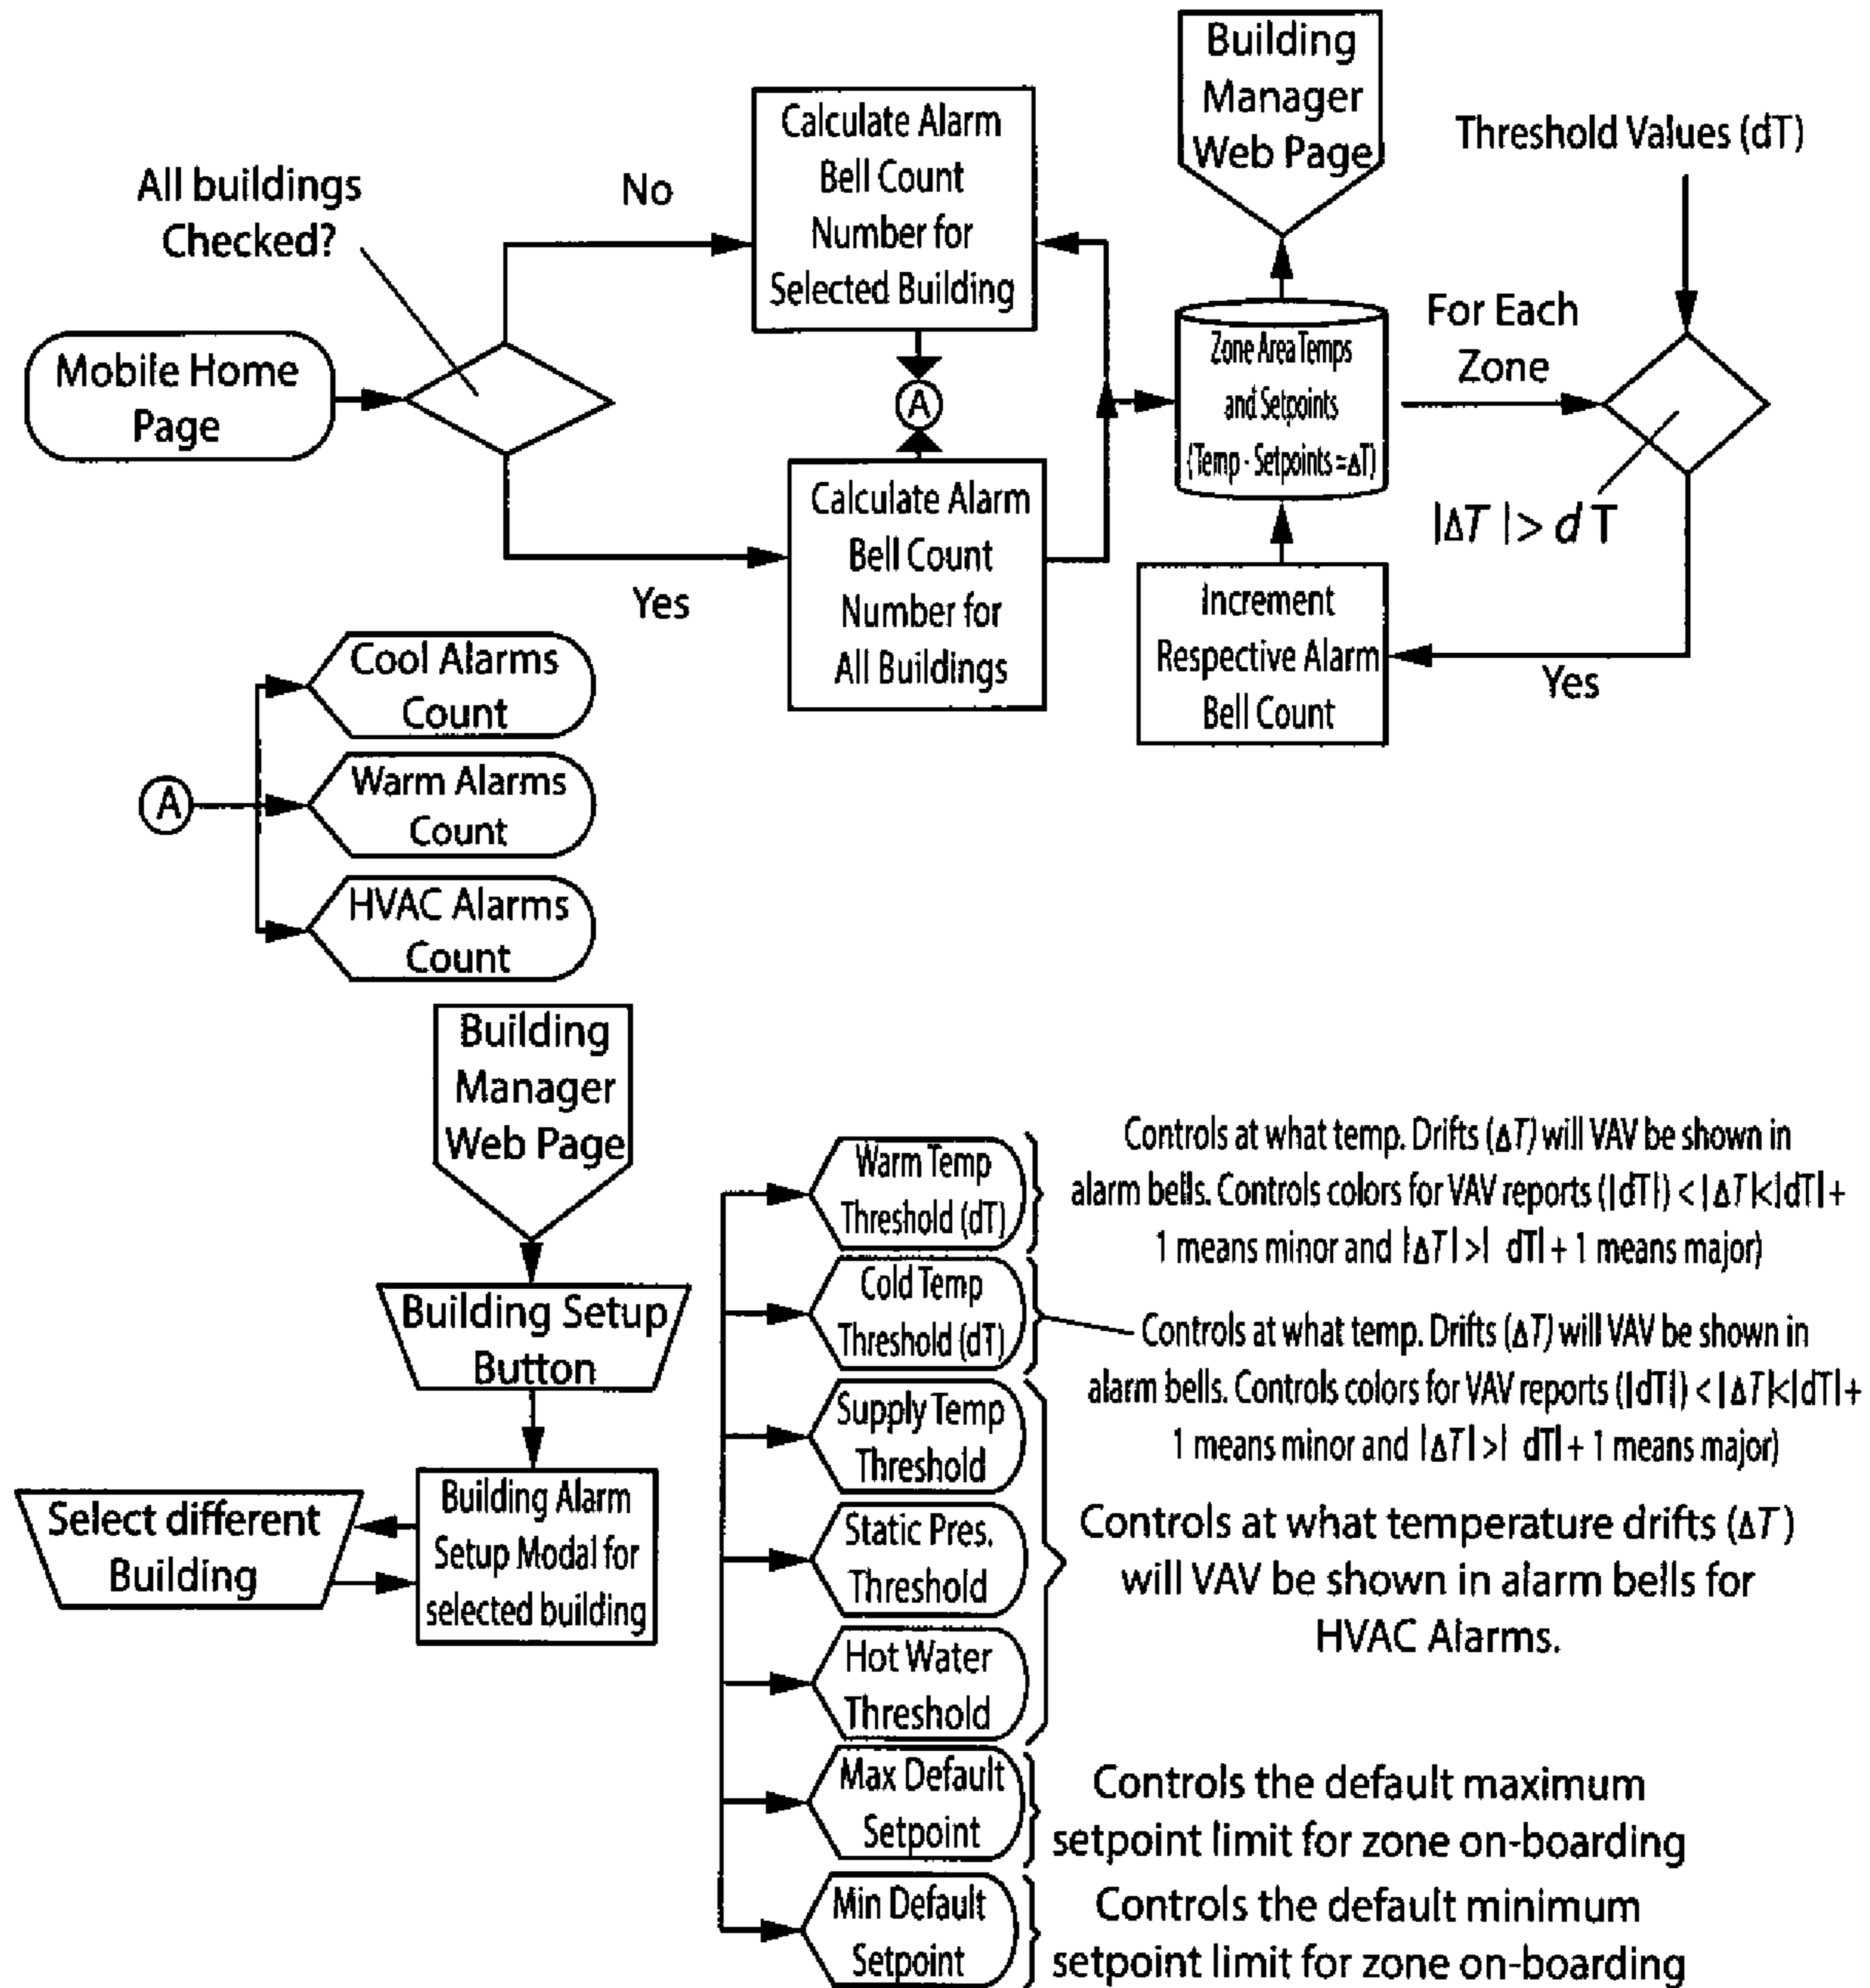 Building
Manager
Web Page
Threshold Values (dT)
Calculate Alarm
Bell Count
Number for
Selected Building
All buildings
Checked?
No
Mobile Home
Page
A
Zone Area Temps
and Setpoints
(Temp - Setpoints =ΔT)
For Each
Zone
|ΔT |> d T
Yes
Calculate Alarm
Bell Count
Number for
All Buildings
Increment
Respective Alarm
Bell Count
Yes
Cool Alarms
Count
A
Warm Alarms
Count
HVAC Alarms
Count
Building
Manager
Web Page
Building Setup
Button
Select different
Building
Building Alarm
Setup Modal for
selected building
Warm Temp
Threshold (dT)
Controls at what temp. Drifts (ΔT) will VAV be shown in
alarm bells. Controls colors for VAV reports (|dT|) < |ΔT|<|dT|+
1 means minor and |ΔT| >| dT| + 1 means major)
Cold Temp
Threshold (dT)
Controls at what temp. Drifts (ΔT) will VAV be shown in
alarm bells. Controls colors for VAV reports (|dT|) < |ΔT|<|dT|+
1 means minor and |ΔT| >| dT| + 1 means major)
Supply Temp
Threshold
Static Pres.
Threshold
Hot Water
Threshold
Controls at what temperature drifts (ΔT)
will VAV be shown in alarm bells for
HVAC Alarms.
Max Default
Setpoint
Controls the default maximum
setpoint limit for zone on-boarding
Min Default
Setpoint
Controls the default minimum
setpoint limit for zone on-boarding